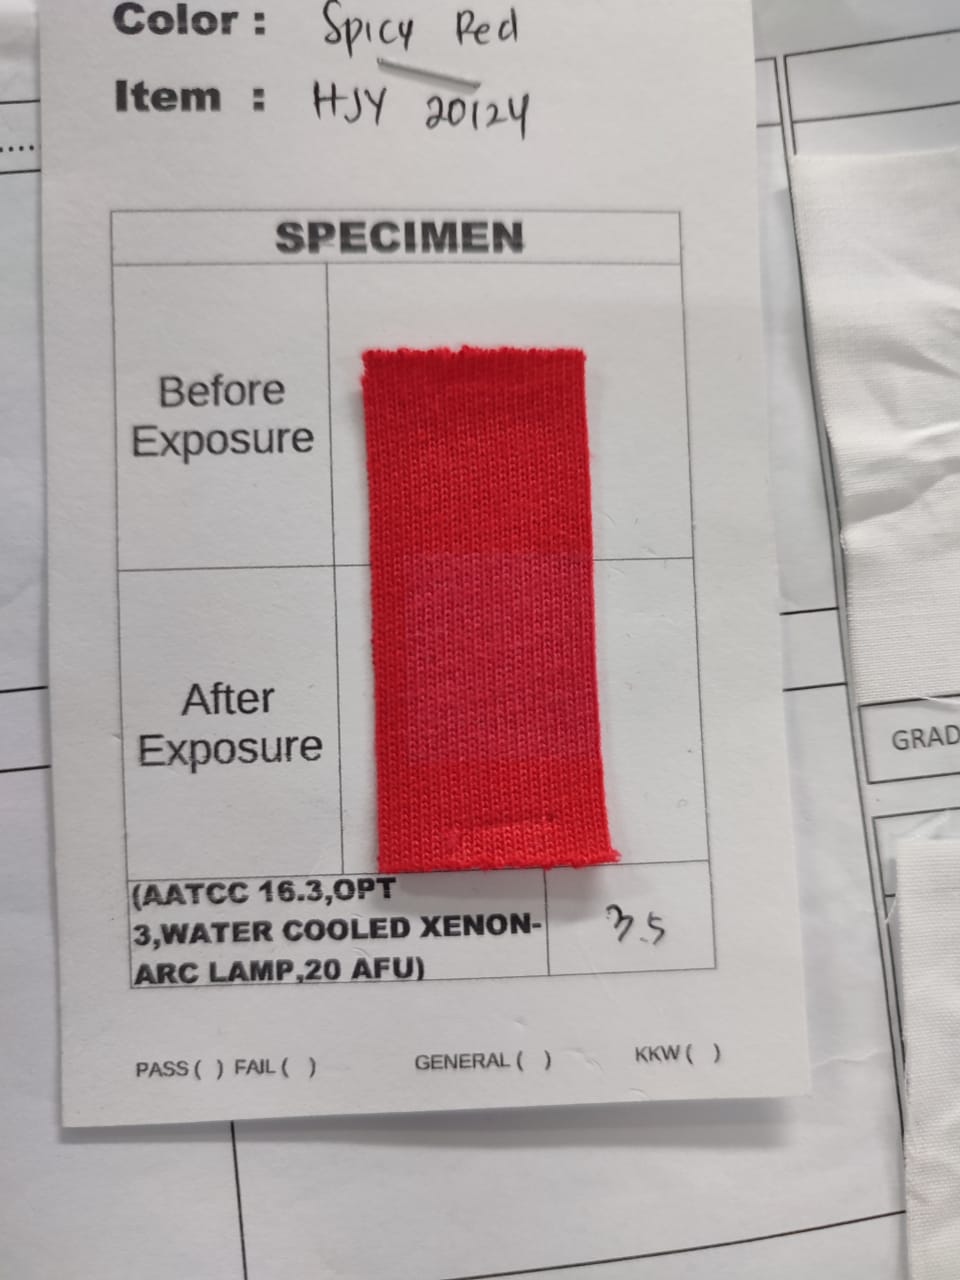 Color : Spicy Red
Item : HJY 20124
....
SPECIMEN
Before
Exposure
After
Exposure
GRAD
(AATCC 16.3,OPT
3,WATER COOLED XENON-
ARC LAMP,20 AFU)
3.5
PASS ( ) FAIL ( ) GENERAL ( ) KKW ( )